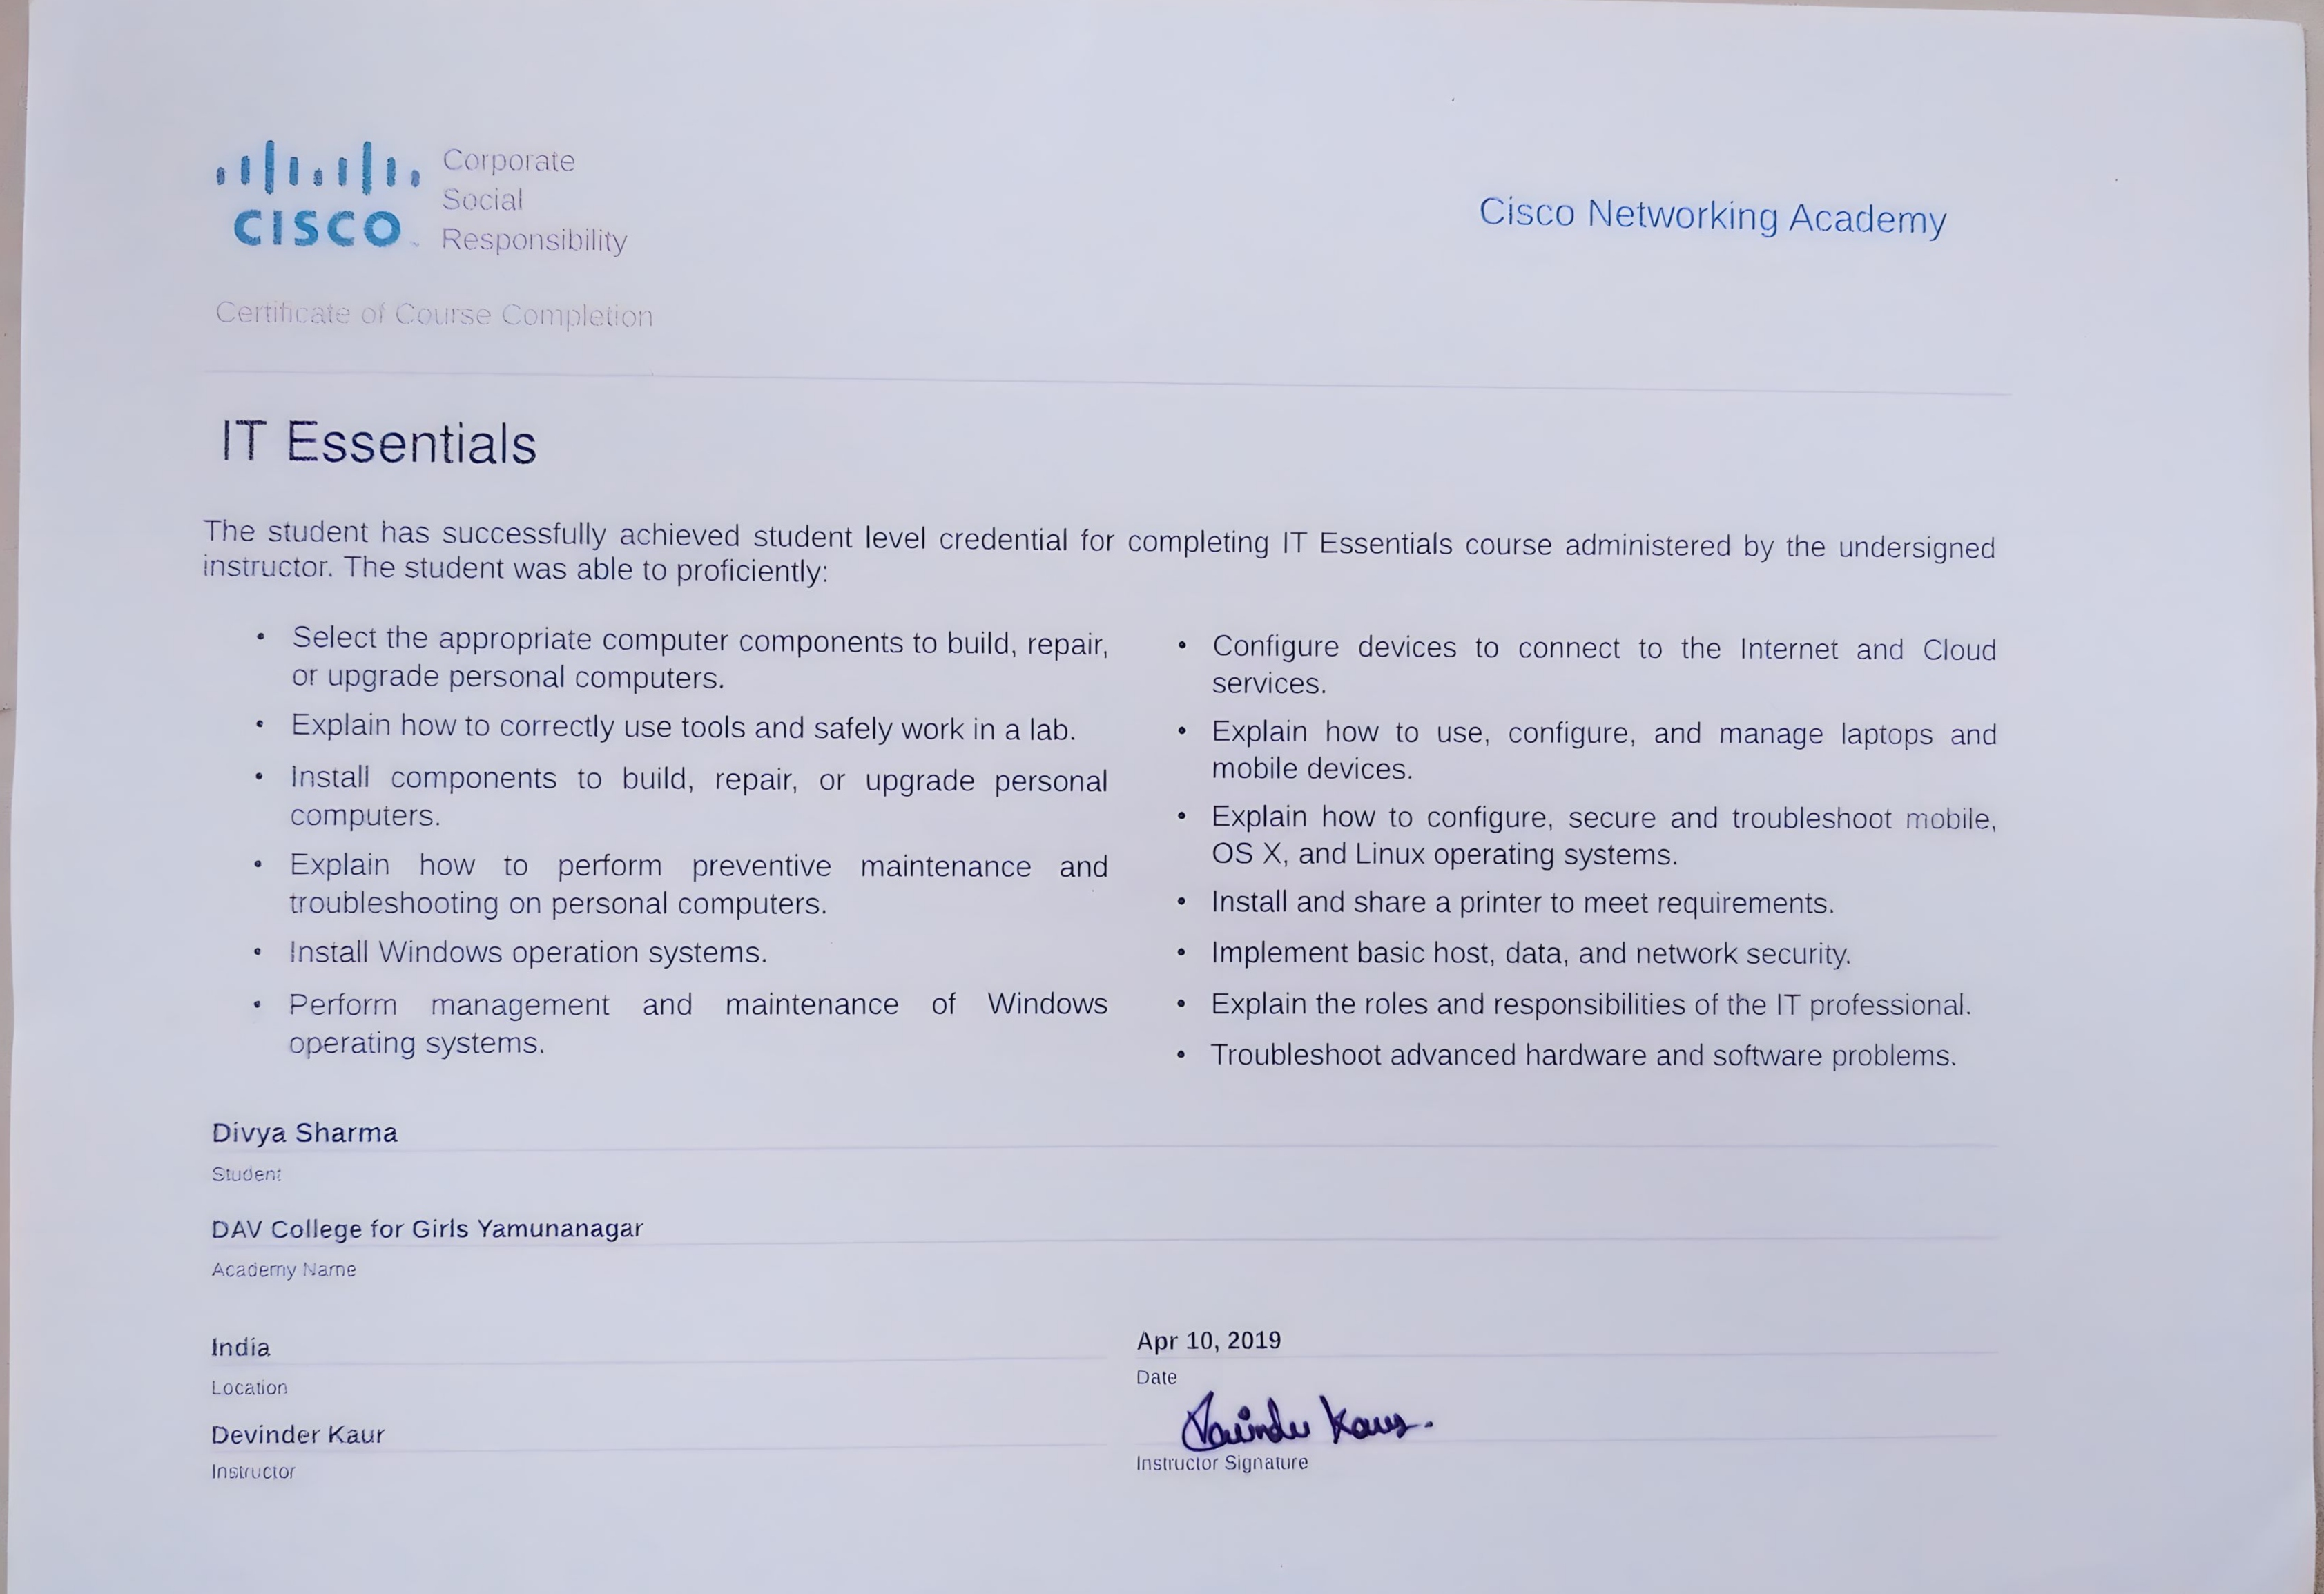 CISCO
Corporate
Social
Responsibility
Cisco Networking Academy
Certificate of Course Completion
IT Essentials
The student has successfully achieved student level credential for completing IT Essentials course administered by the undersigned
instructor. The student was able to proficiently:
• Select the appropriate computer components to build, repair,
or upgrade personal computers.
• Explain how to correctly use tools and safely work in a lab.
• Install components to build, repair, or upgrade personal
computers.
• Explain how to perform preventive maintenance and
troubleshooting on personal computers.
• Install Windows operation systems.
• Perform management and maintenance of Windows
operating systems.
• Configure devices to connect to the Internet and Cloud
services.
• Explain how to use, configure, and manage laptops and
mobile devices.
• Explain how to configure, secure and troubleshoot mobile,
OS X, and Linux operating systems.
• Install and share a printer to meet requirements.
• Implement basic host, data, and network security.
• Explain the roles and responsibilities of the IT professional.
• Troubleshoot advanced hardware and software problems.
Divya Sharma
Student
DAV College for Girls Yamunanagar
Academy Name
India
Location
Apr 10, 2019
Date
Devinder Kaur
Instructor
Devinder Kaur.
Instructor Signature